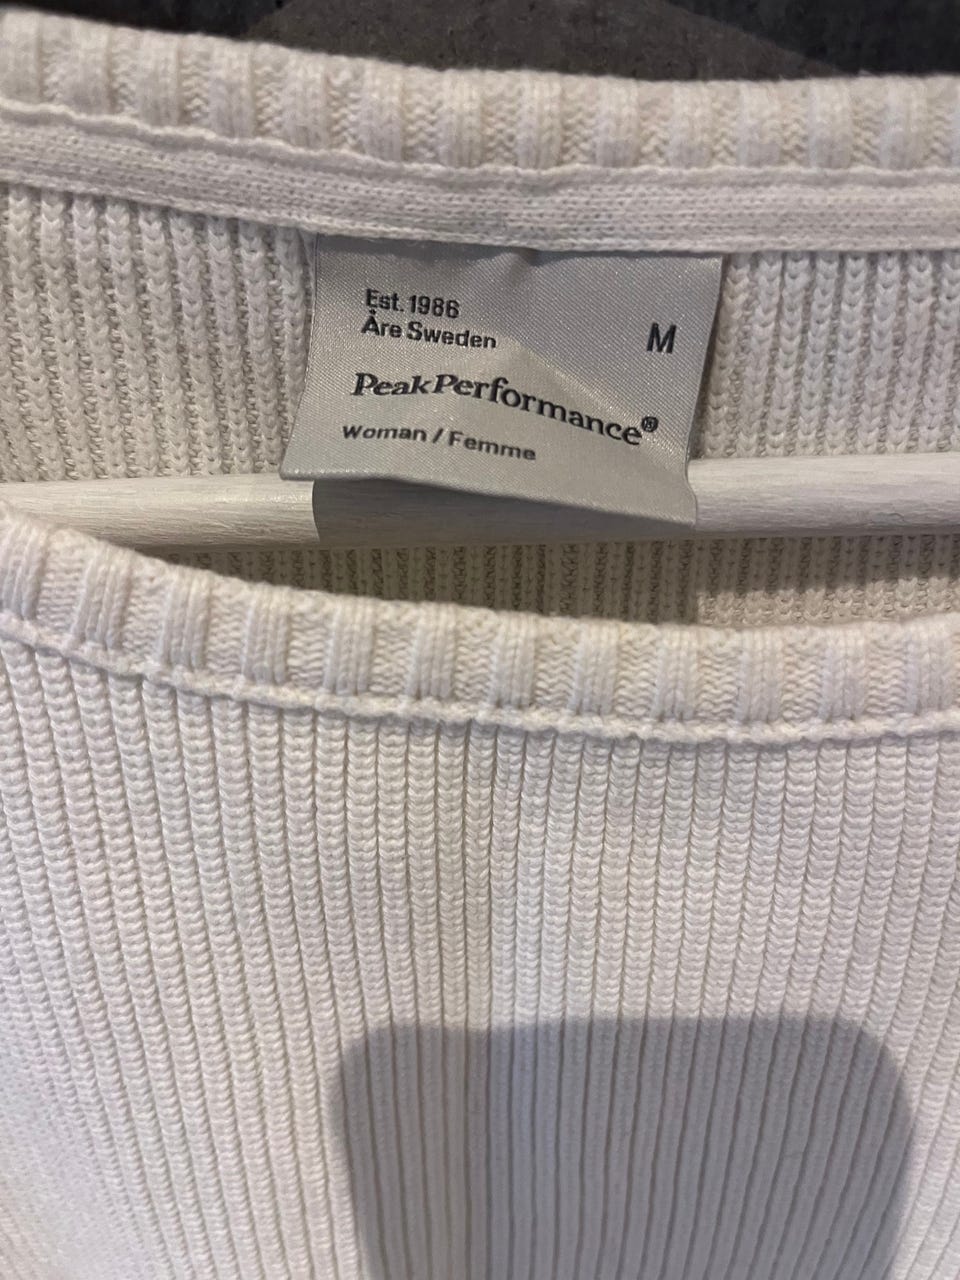 Est. 1986
Åre Sweden
M
PeakPerformance®
Woman / Femme